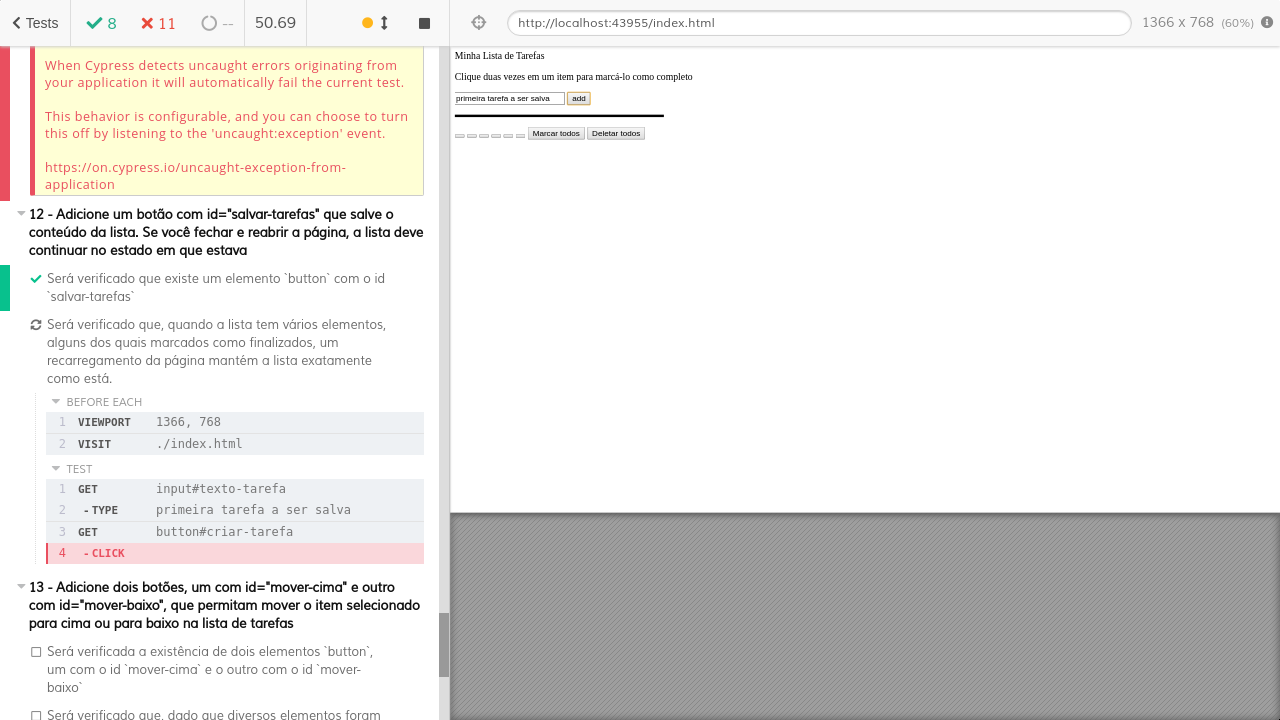 Tests 8 11 -- 50.69
http://localhost:43955/index.html 1366 x 768 (60%)
When Cypress detects uncaught errors originating from
your application it will automatically fail the current test.
This behavior is configurable, and you can choose to turn
this off by listening to the 'uncaught:exception' event.
https://on.cypress.io/uncaught-exception-from-
application
12 - Adicione um botão com id="salvar-tarefas" que salve o
conteúdo da lista. Se você fechar e reabrir a página, a lista deve
continuar no estado em que estava
Será verificado que existe um elemento `button` com o id
`salvar-tarefas`
Será verificado que, quando a lista tem vários elementos,
alguns dos quais marcados como finalizados, um
recarregamento da página mantém a lista exatamente
como está.
BEFORE EACH
1 VIEWPORT 1366, 768
2 VISIT ./index.html
TEST
1 GET input#texto-tarefa
2 -TYPE primeira tarefa a ser salva
3 GET button#criar-tarefa
4 -CLICK
13 - Adicione dois botões, um com id="mover-cima" e outro
com id="mover-baixo", que permitam mover o item selecionado
para cima ou para baixo na lista de tarefas
Será verificada a existência de dois elementos `button`,
um com o id `mover-cima` e o outro com o id `mover-
baixo`
Será verificado que, dado que diversos elementos foram
Minha Lista de Tarefas
Clique duas vezes em um item para marcá-lo como completo
primeira tarefa a ser salva add
Marcar todos Deletar todos